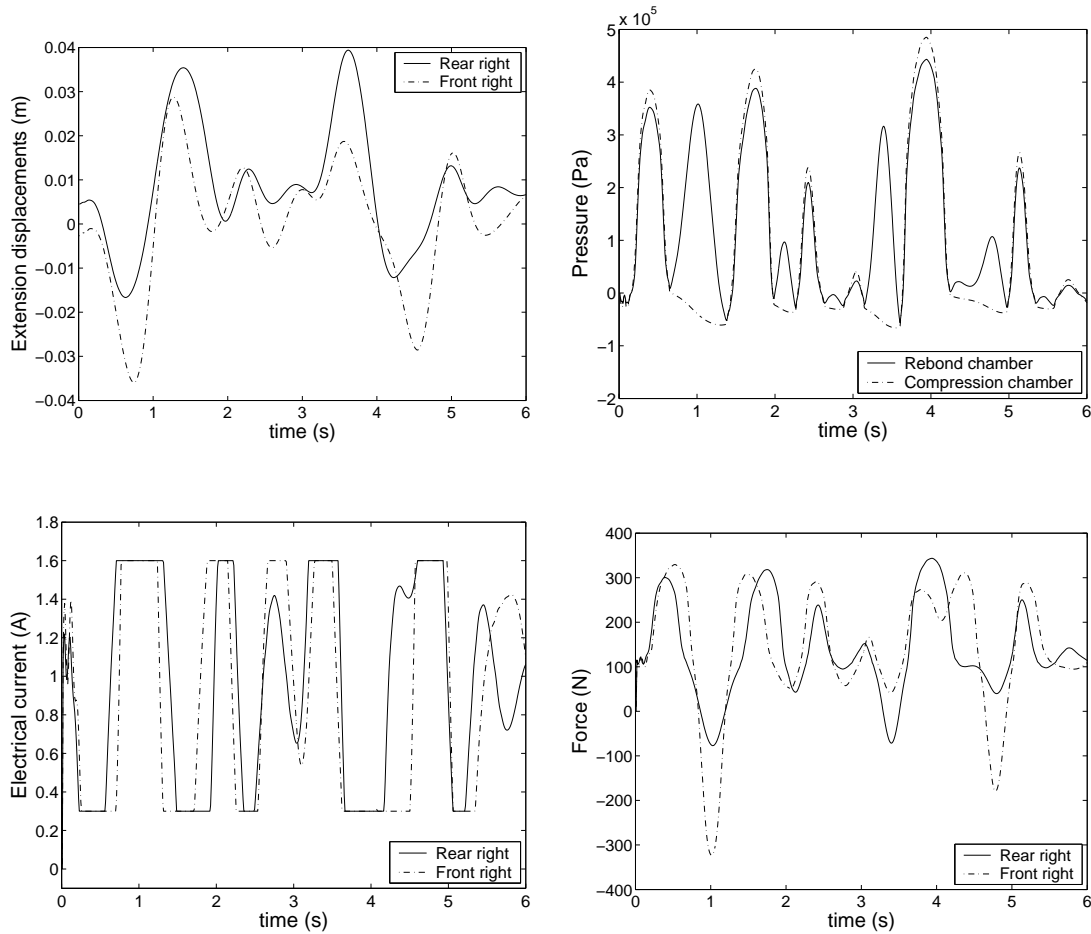 0.04
0.03
0.02
0.01
0
−0.01
−0.02
−0.03
−0.04
Extension displacements (m)
Rear right
Front right
0 1 2 3 4 5 6
time (s)
x 10^5
5
4
3
2
1
0
−1
−2
Pressure (Pa)
Rebond chamber
Compression chamber
0 1 2 3 4 5 6
time (s)
1.8
1.6
1.4
1.2
1
0.8
0.6
0.4
0.2
0
Electrical current (A)
Rear right
Front right
0 1 2 3 4 5 6
time (s)
400
300
200
100
0
−100
−200
−300
−400
Force (N)
Rear right
Front right
0 1 2 3 4 5 6
time (s)